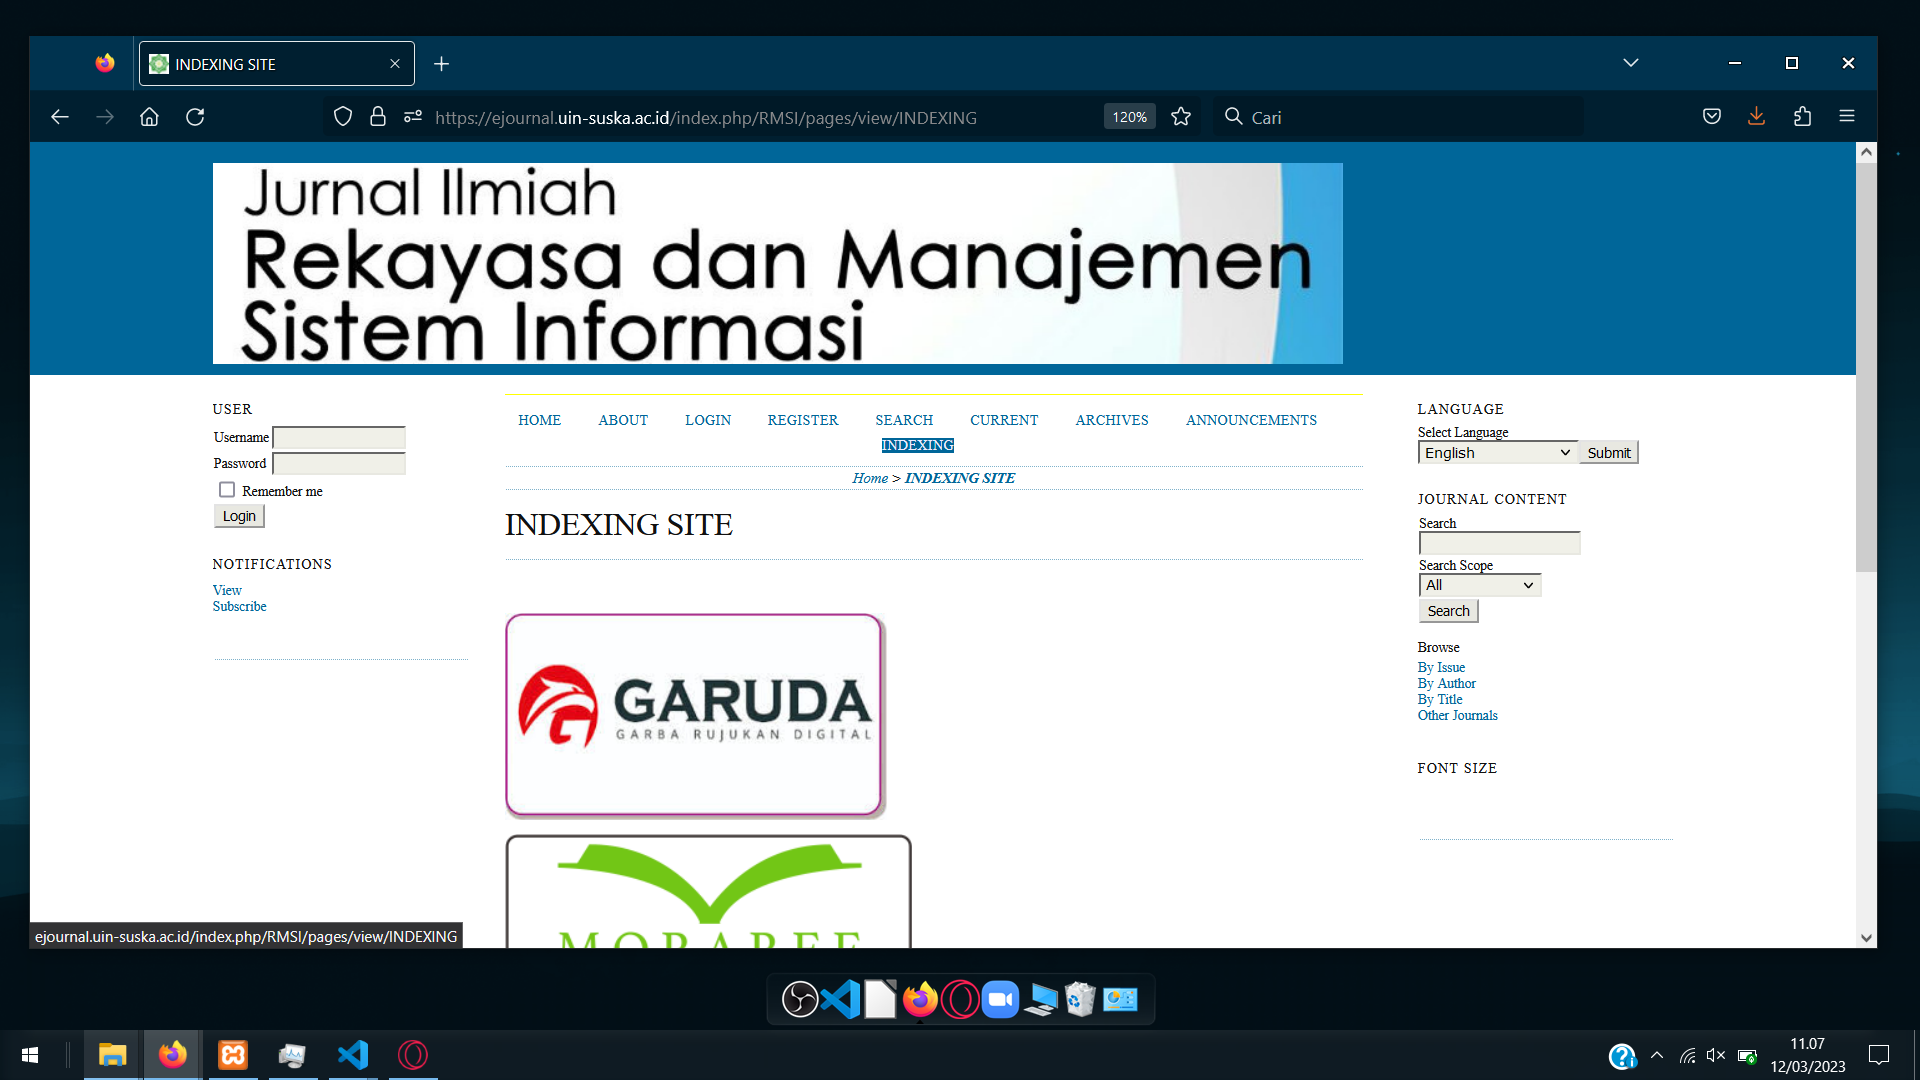 INDEXING SITE
https://ejournal.uin-suska.ac.id/index.php/RMSI/pages/view/INDEXING
120%
Cari
Jurnal Ilmiah
Rekayasa dan Manajemen
Sistem Informasi
USER
Username
Password
Remember me
Login
NOTIFICATIONS
View
Subscribe
HOME ABOUT LOGIN REGISTER SEARCH CURRENT ARCHIVES ANNOUNCEMENTS
INDEXING
Home > INDEXING SITE
INDEXING SITE
GARUDA
GARBA RUJUKAN DIGITAL
LANGUAGE
Select Language
English Submit
JOURNAL CONTENT
Search
Search Scope
All
Search
Browse
By Issue
By Author
By Title
Other Journals
FONT SIZE
ejournal.uin-suska.ac.id/index.php/RMSI/pages/view/INDEXING
11.07
12/03/2023